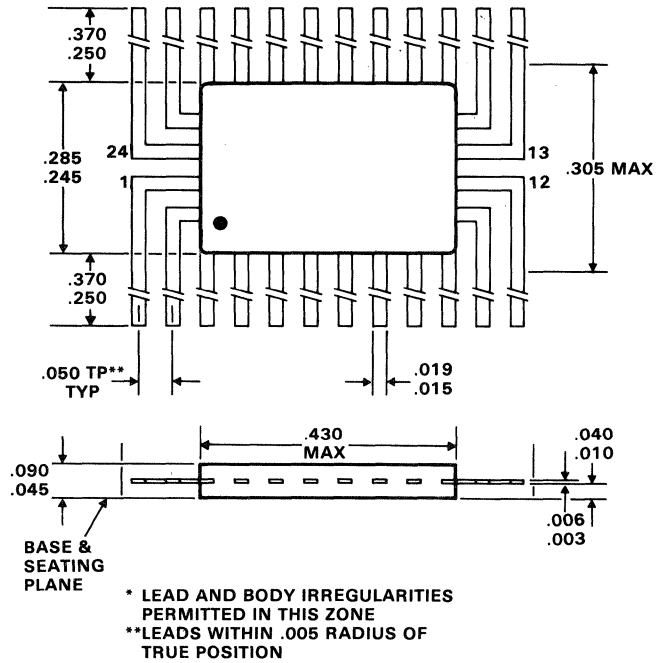 .370
.250
24
13
.285
.245
.305 MAX
1
12
.370
.250
.050 TP**
TYP
.019
.015
.430
MAX
.040
.010
.090
.045
.006
.003
BASE &
SEATING
PLANE
* LEAD AND BODY IRREGULARITIES
PERMITTED IN THIS ZONE
**LEADS WITHIN .005 RADIUS OF
TRUE POSITION